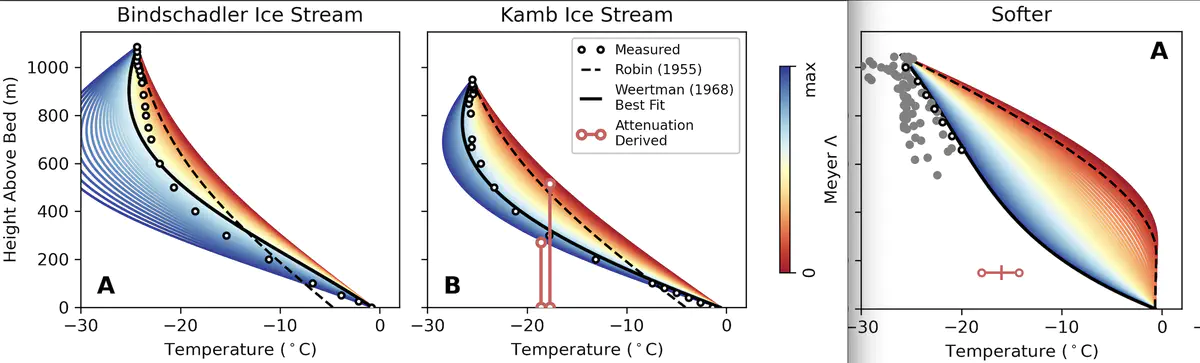 Bindschadler Ice Stream
Kamb Ice Stream
Softer
Height Above Bed (m)
1000
800
600
400
200
0
A
−30
−20
−10
0
Temperature (°C)
Measured
Robin (1955)
Weertman (1968)
Best Fit
Attenuation
Derived
B
−30
−20
−10
0
Temperature (°C)
max
0
Meyer Λ
A
−30
−20
−10
0
Temperature (°C)